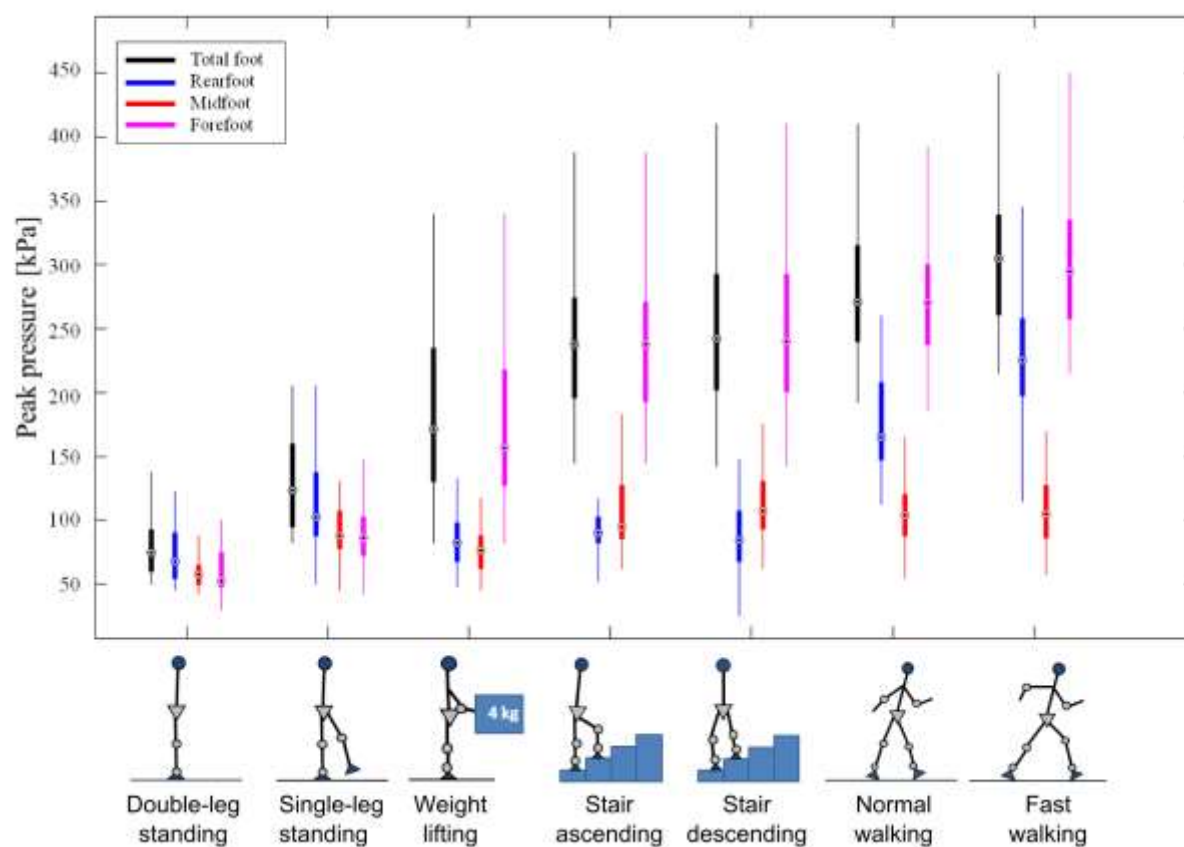 Total foot
Rearfoot
Midfoot
Forefoot
Peak pressure [kPa]
450
400
350
300
250
200
150
100
50
4 kg
Double-leg standing
Single-leg standing
Weight lifting
Stair ascending
Stair descending
Normal walking
Fast walking